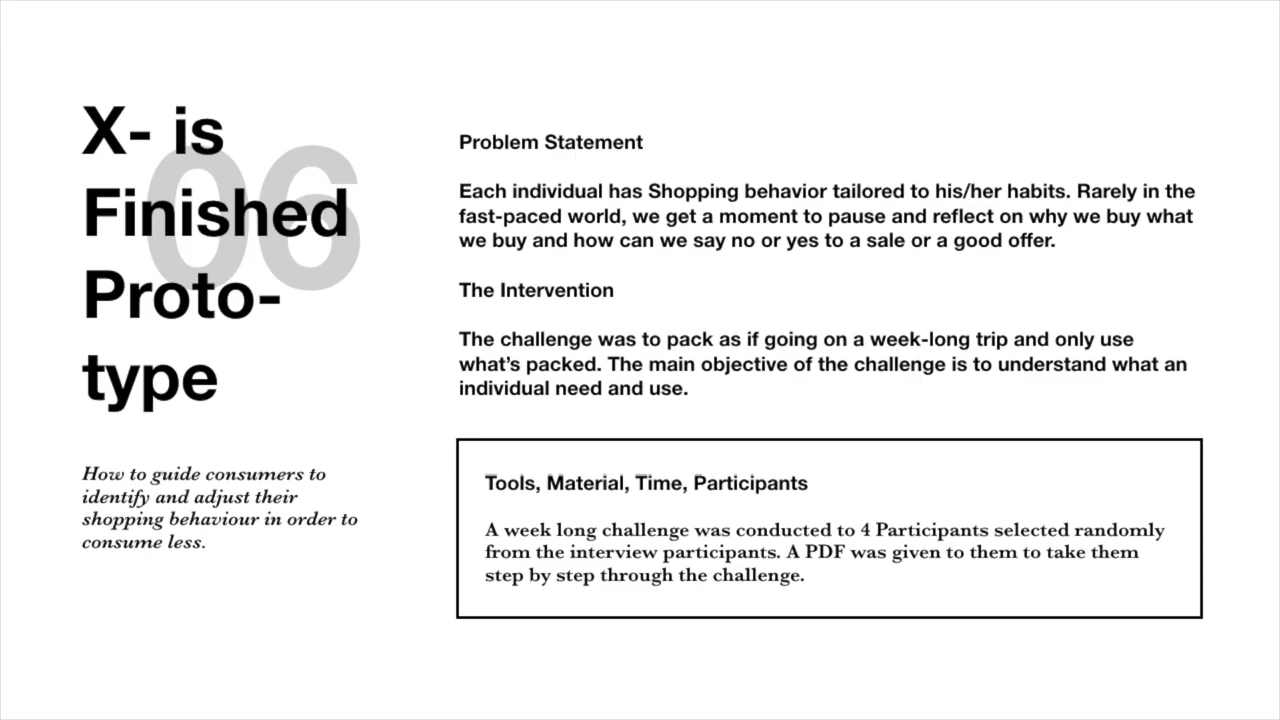 X- is
Finished
Proto-
type
06
How to guide consumers to
identify and adjust their
shopping behaviour in order to
consume less.
Problem Statement
Each individual has Shopping behavior tailored to his/her habits. Rarely in the
fast-paced world, we get a moment to pause and reflect on why we buy what
we buy and how can we say no or yes to a sale or a good offer.
The Intervention
The challenge was to pack as if going on a week-long trip and only use
what’s packed. The main objective of the challenge is to understand what an
individual need and use.
Tools, Material, Time, Participants
A week long challenge was conducted to 4 Participants selected randomly
from the interview participants. A PDF was given to them to take them
step by step through the challenge.